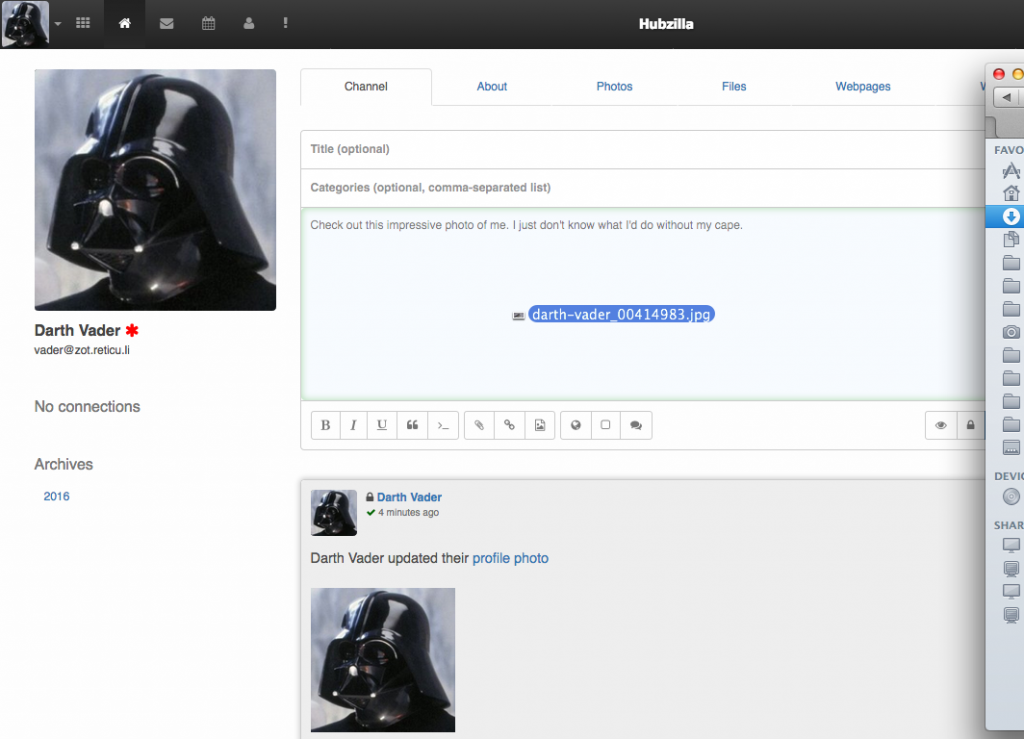 Hubzilla
Channel
About
Photos
Files
Webpages
Title (optional)
Categories (optional, comma-separated list)
Check out this impressive photo of me. I just don't know what I'd do without my cape.
darth-vader_00414983.jpg
B I U
Darth Vader
vader@zot.reticu.li
No connections
Archives
2016
Darth Vader
4 minutes ago
Darth Vader updated their profile photo
FAVO
DEVIC
SHAR